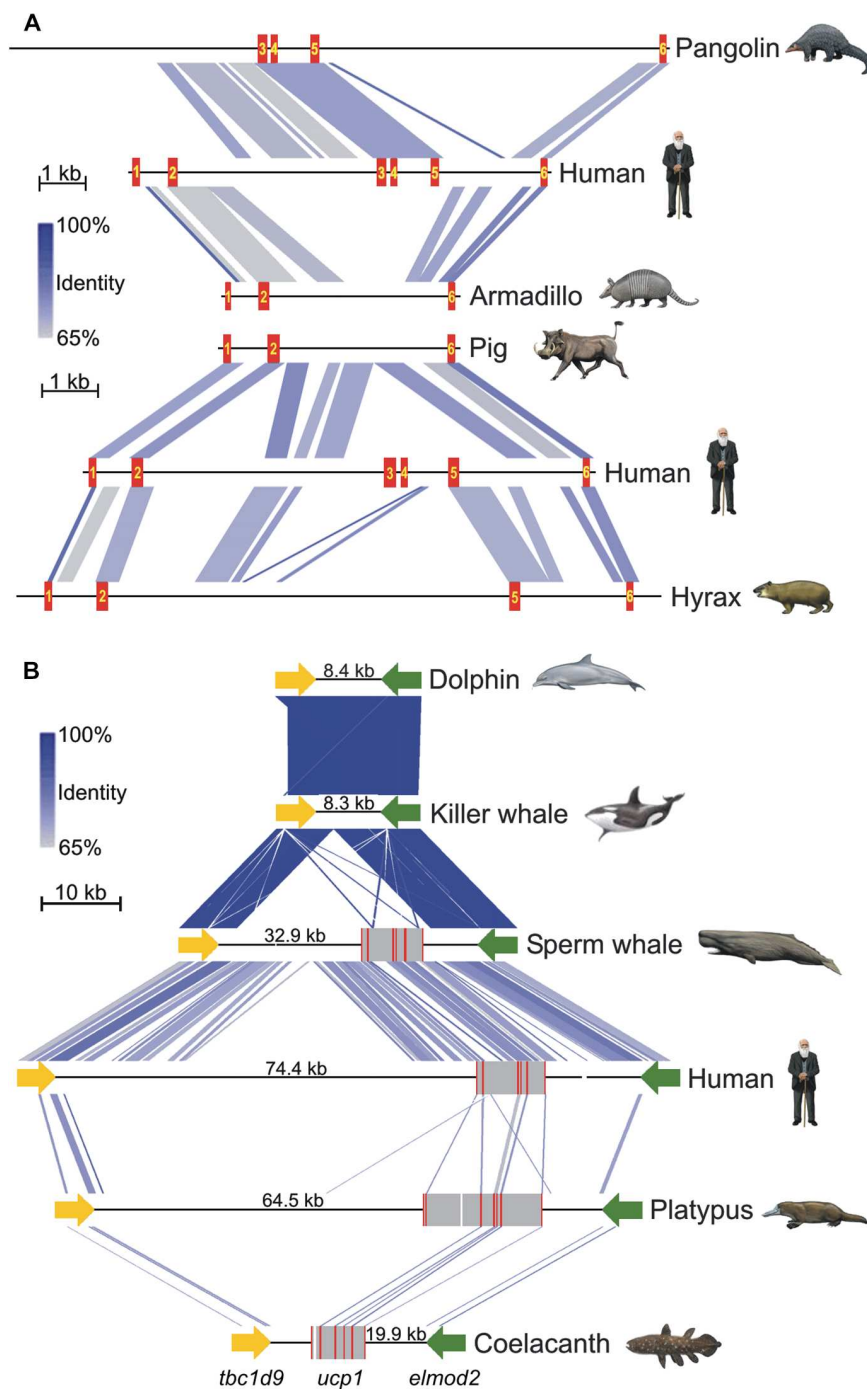 A
3 4 5 6
Pangolin
1 2 3 4 5 6
Human
1 kb
100%
Identity
65%
1 2 6
Armadillo
1 2 6
Pig
1 kb
1 2 3 4 5 6
Human
1 2 5 6
Hyrax
B
8.4 kb
Dolphin
100%
Identity
65%
8.3 kb
Killer whale
10 kb
32.9 kb
Sperm whale
74.4 kb
Human
64.5 kb
Platypus
19.9 kb
Coelacanth
tbc1d9 ucp1 elmod2